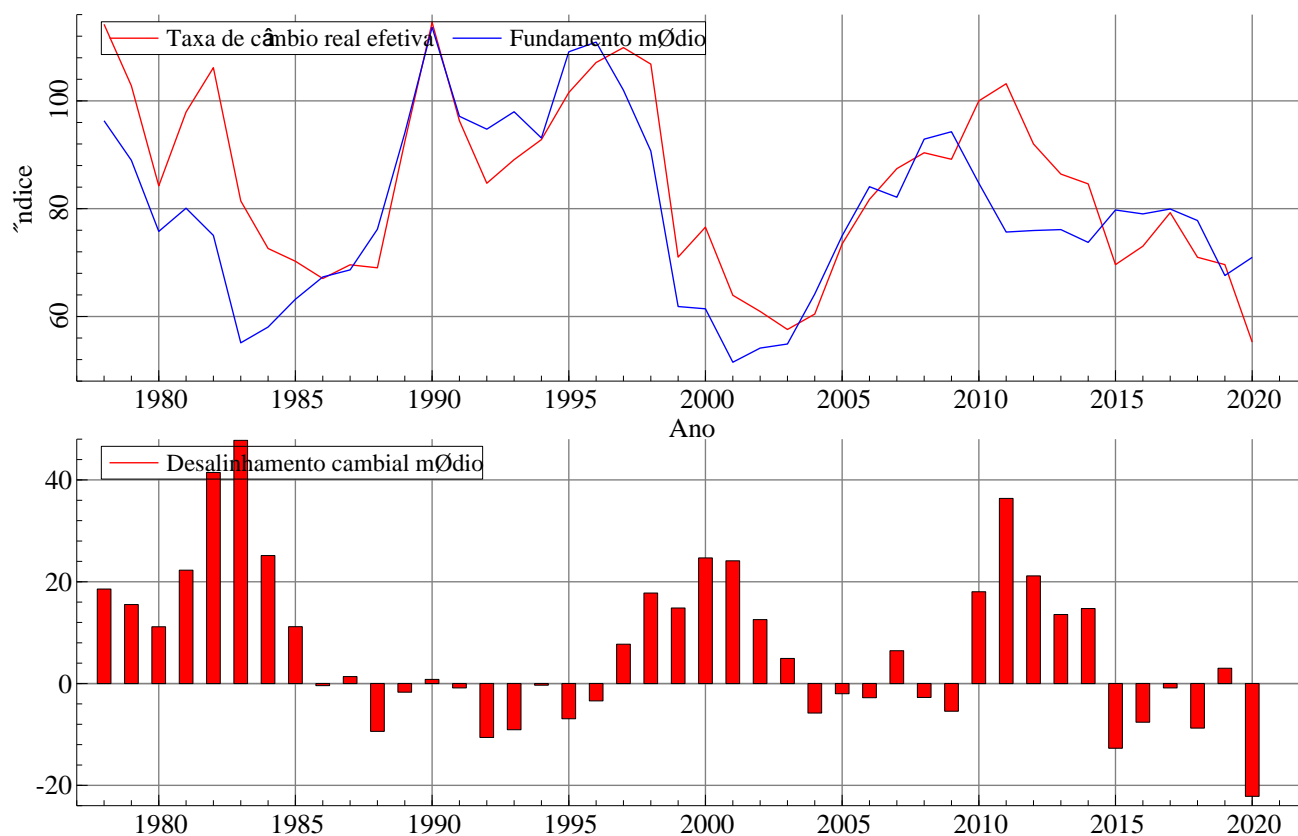 Taxa de câmbio real efetiva Fundamento mØdio
100
80
60
˝ndice
1980 1985 1990 1995 2000 2005 2010 2015 2020
Ano
Desalinhamento cambial mØdio
40
20
0
-20
1980 1985 1990 1995 2000 2005 2010 2015 2020